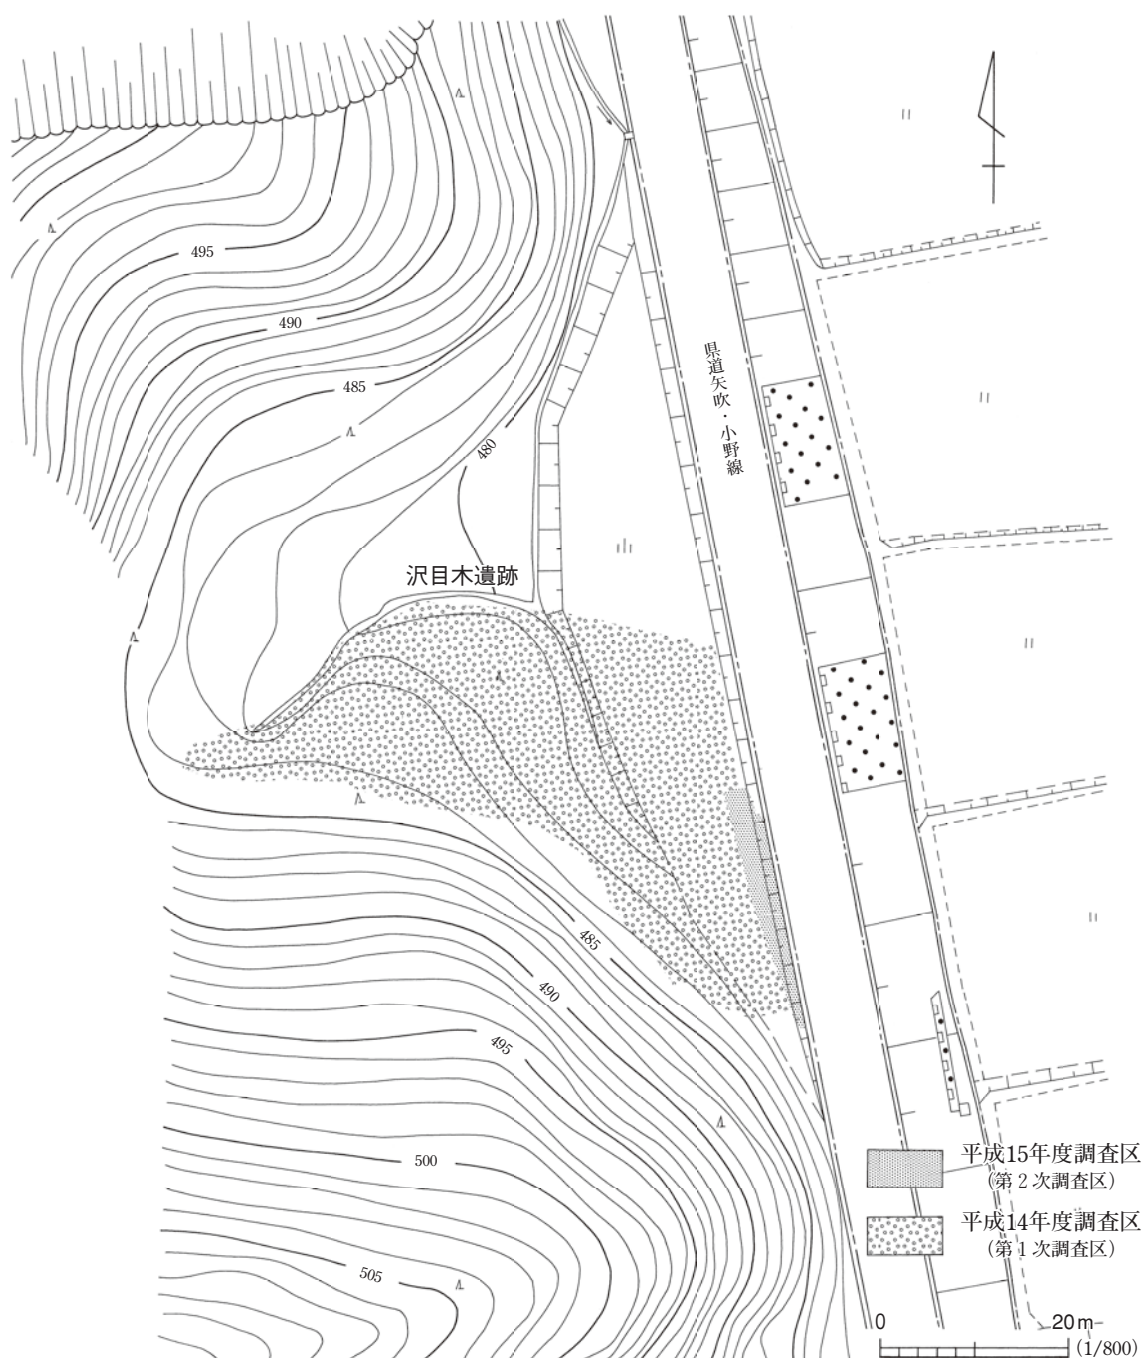 495
490
485
480
県道矢吹・小野線
沢目木遺跡
485
490
495
500
505
平成15年度調査区
(第2次調査区)
平成14年度調査区
(第1次調査区)
0 20m
(1/800)